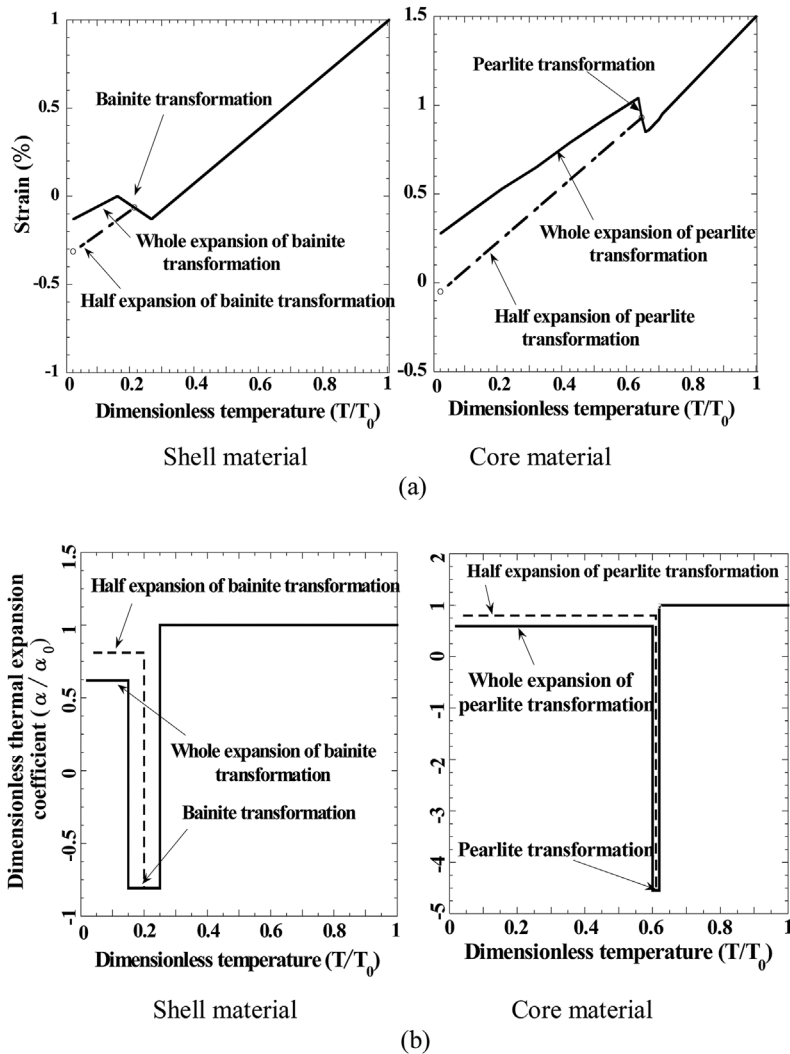 1
0.5
0
-0.5
-1
Strain (%)
Bainite transformation
Whole expansion of bainite
transformation
Half expansion of bainite transformation
0 0.2 0.4 0.6 0.8 1
Dimensionless temperature (T/T0)
Shell material
1.5
1
0.5
0
-0.5
Pearlite transformation
Whole expansion of pearlite
transformation
Half expansion of pearlite
transformation
0 0.2 0.4 0.6 0.8 1
Dimensionless temperature (T/T0)
Core material
(a)
1.5
1
0.5
0
-0.5
-1
Dimensionless thermal expansion
coefficient (α/α0)
Half expansion of bainite transformation
Whole expansion of bainite
transformation
Bainite transformation
0 0.2 0.4 0.6 0.8 1
Dimensionless temperature (T/T0)
Shell material
2
1
0
-1
-2
-3
-4
-5
Half expansion of pearlite transformation
Whole expansion of
pearlite transformation
Pearlite transformation
0 0.2 0.4 0.6 0.8 1
Dimensionless temperature (T/T0)
Core material
(b)